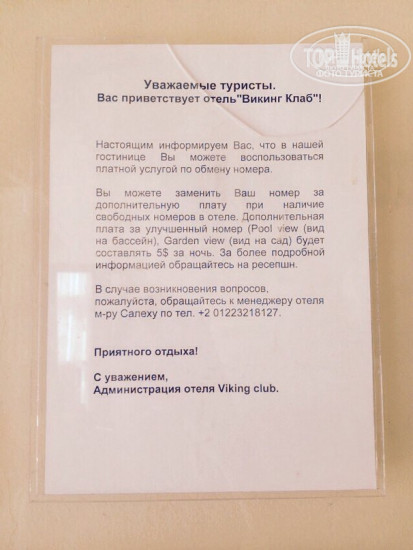 TOP Hotels
ФОТО ТУРИСТА
Уважаемые туристы.
Вас приветствует отель"Викинг Клаб"!
Настоящим информируем Вас, что в нашей
гостинице Вы можете воспользоваться
платной услугой по обмену номера.
Вы можете заменить Ваш номер за
дополнительную плату при наличие
свободных номеров в отеле. Дополнительная
плата за улучшенный номер (Pool view (вид
на бассейн), Garden view (вид на сад) будет
составлять 5$ за ночь. За более подробной
информацией обращайтесь на ресепшн.
В случае возникновения вопросов,
пожалуйста, обращайтесь к менеджеру отеля
м-ру Салеху по тел. +2 01223218127.
Приятного отдыха!
С уважением,
Администрация отеля Viking club.